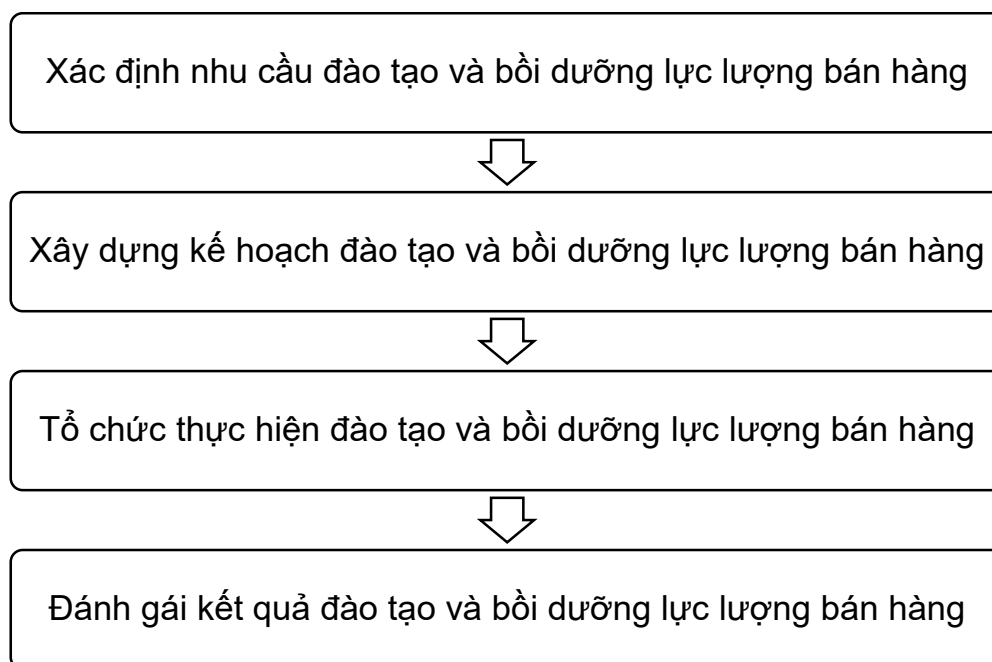 Xác định nhu cầu đào tạo và bồi dưỡng lực lượng bán hàng
Xây dựng kế hoạch đào tạo và bồi dưỡng lực lượng bán hàng
Tổ chức thực hiện đào tạo và bồi dưỡng lực lượng bán hàng
Đánh gái kết quả đào tạo và bồi dưỡng lực lượng bán hàng